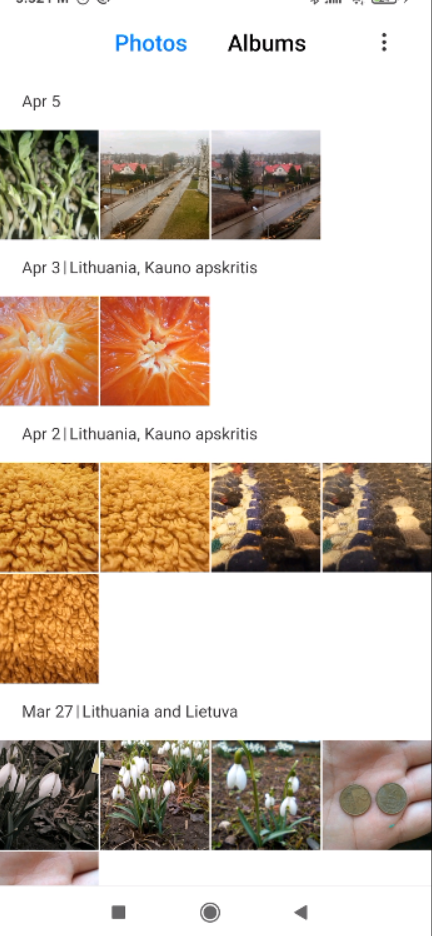 Photos Albums
Apr 5
Apr 3 | Lithuania, Kauno apskritis
Apr 2 | Lithuania, Kauno apskritis
Mar 27 | Lithuania and Lietuva